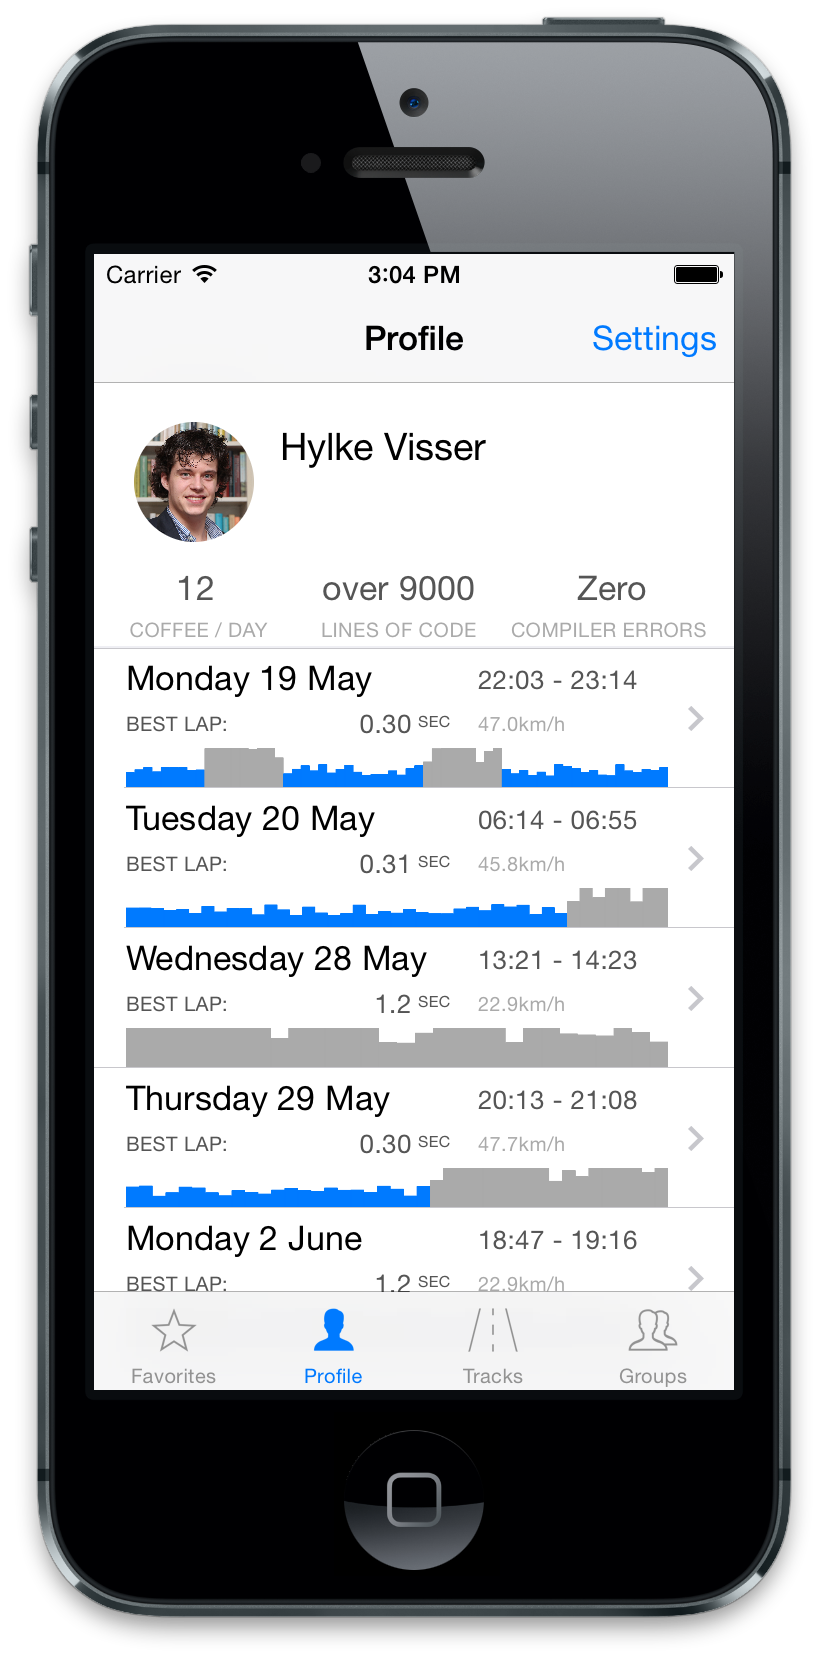 Carrier 3:04 PM
Profile Settings
Hylke Visser
12 over 9000 Zero
COFFEE / DAY LINES OF CODE COMPILER ERRORS
Monday 19 May 22:03 - 23:14
BEST LAP: 0.30 SEC 47.0km/h
Tuesday 20 May 06:14 - 06:55
BEST LAP: 0.31 SEC 45.8km/h
Wednesday 28 May 13:21 - 14:23
BEST LAP: 1.2 SEC 22.9km/h
Thursday 29 May 20:13 - 21:08
BEST LAP: 0.30 SEC 47.7km/h
Monday 2 June 18:47 - 19:16
BEST LAP: 1.2 SEC 22.9km/h
Favorites Profile Tracks Groups